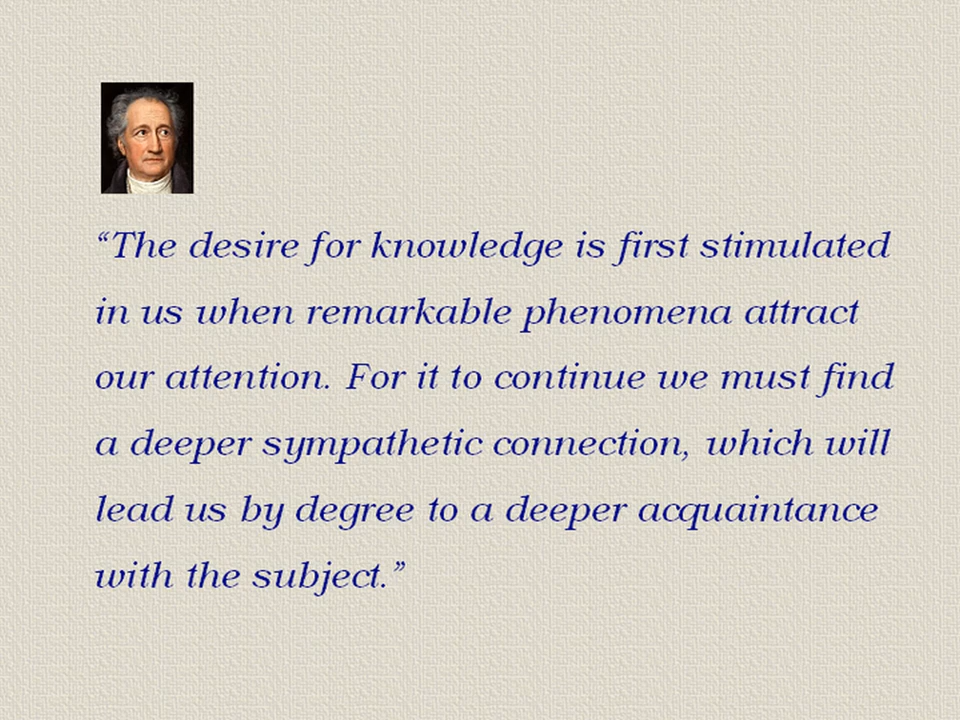 “The desire for knowledge is first stimulated
in us when remarkable phenomena attract
our attention. For it to continue we must find
a deeper sympathetic connection, which will
lead us by degree to a deeper acquaintance
with the subject.”